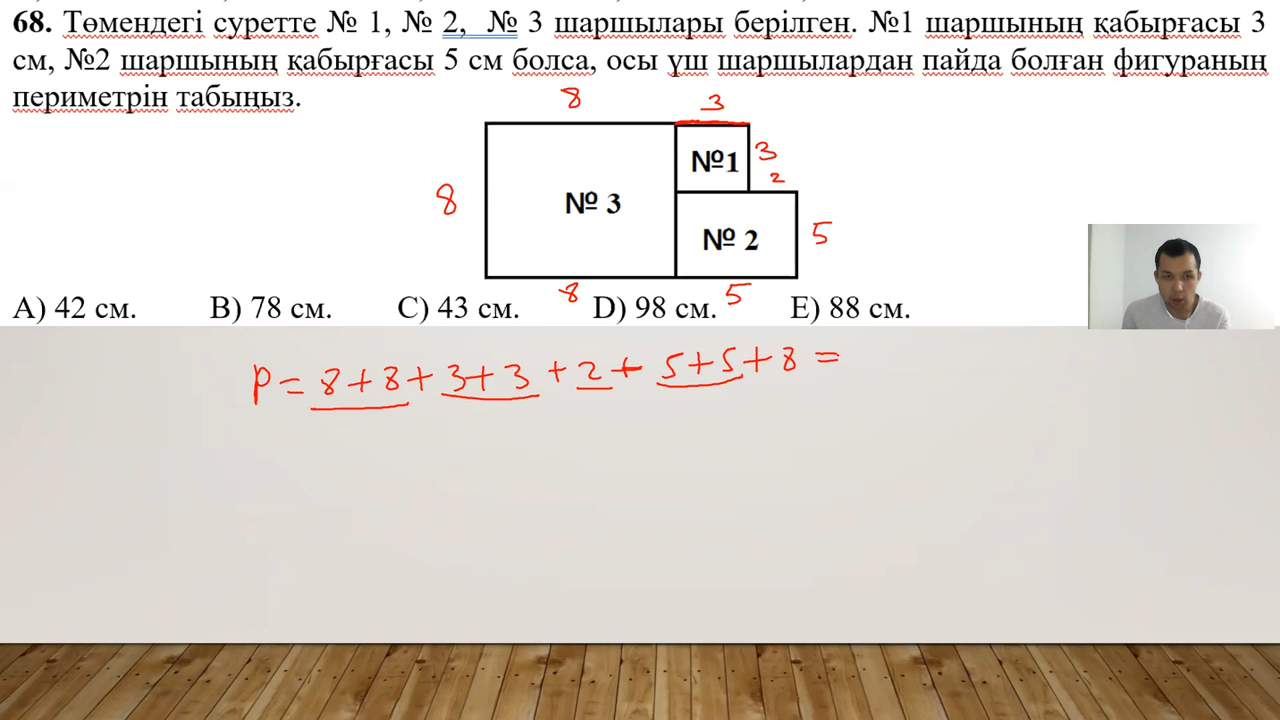 68. Төмендегі суретте № 1, № 2, № 3 шаршылары берілген. №1 шаршының қабырғасы 3
см, №2 шаршының қабырғасы 5 см болса, осы үш шаршылардан пайда болған фигураның
периметрін табыңыз.
8 3
№1 3
2
8 № 3
№ 2 5
8 5
A) 42 см. B) 78 см. C) 43 см. D) 98 см. E) 88 см.
P = 8 + 8 + 3 + 3 + 2 + 5 + 5 + 8 =